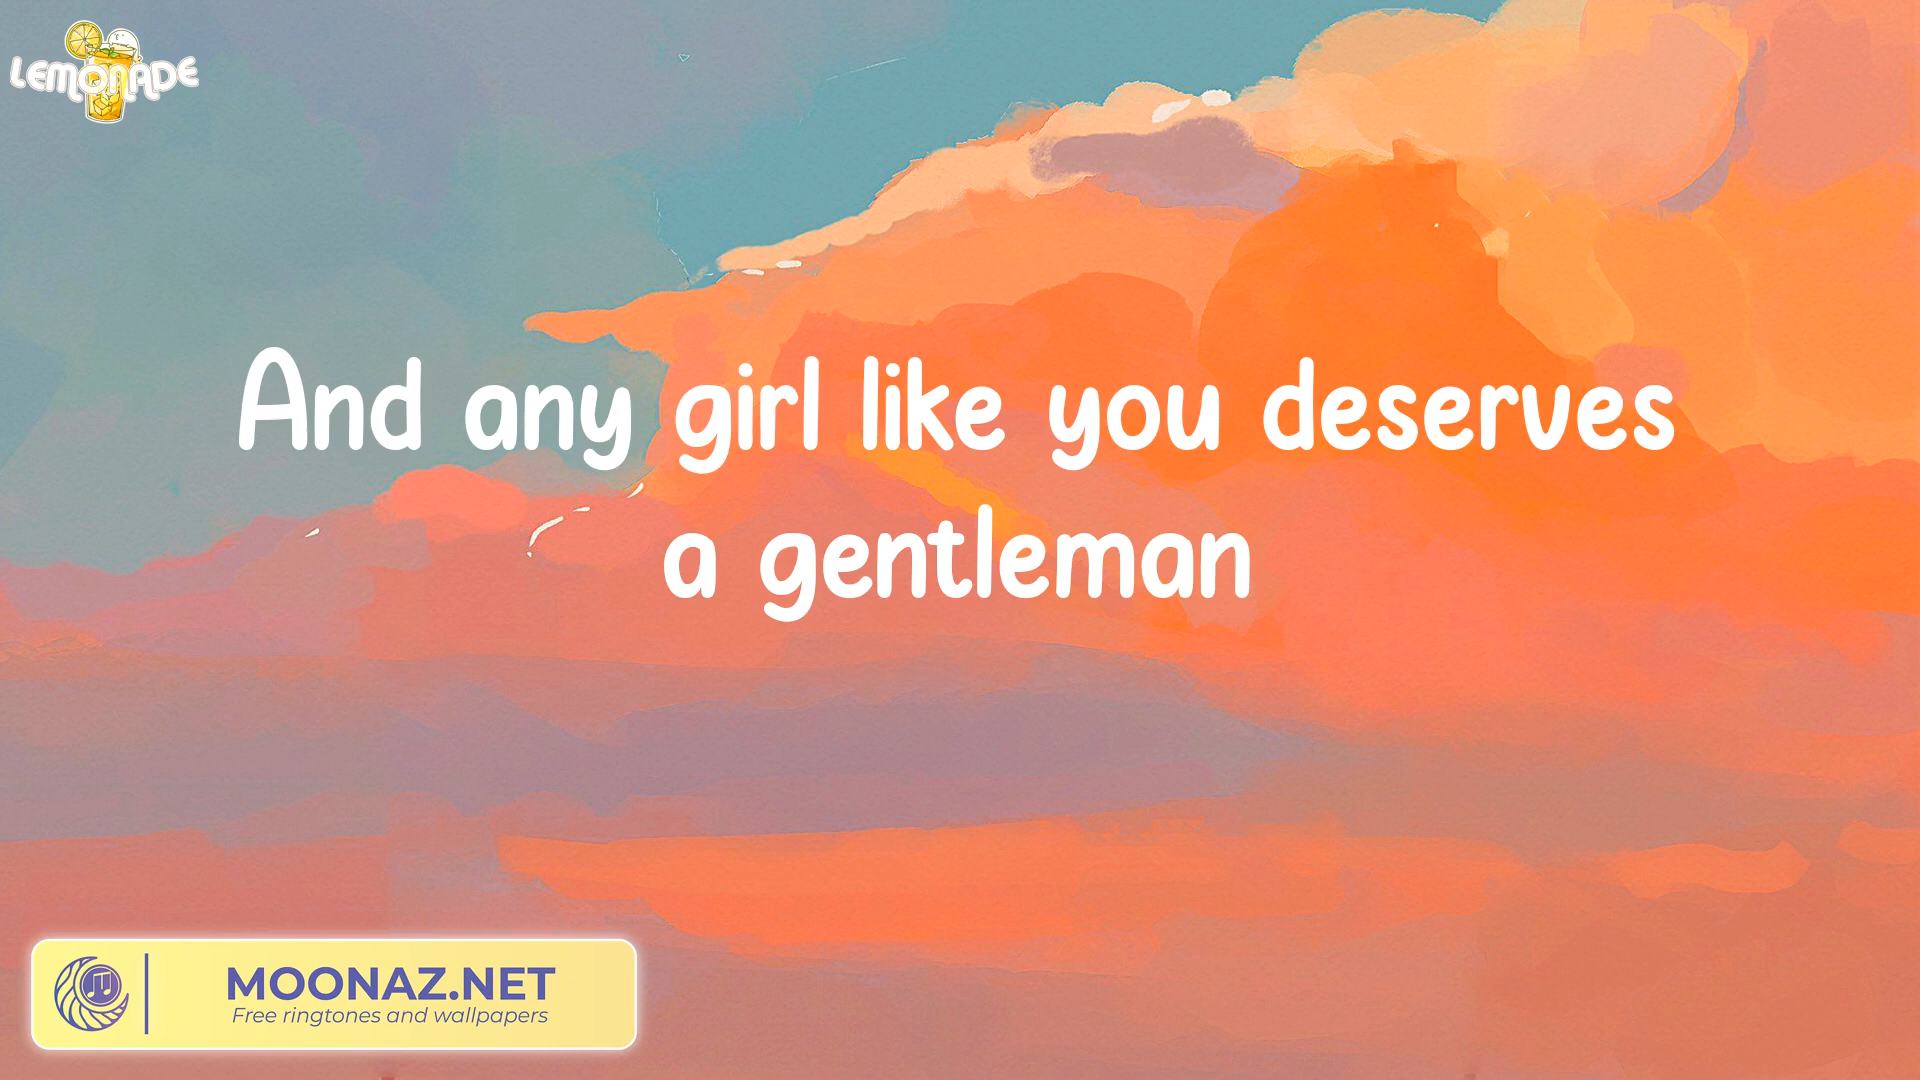 LEMONADE
And any girl like you deserves
a gentleman
MOONAZ.NET
Free ringtones and wallpapers